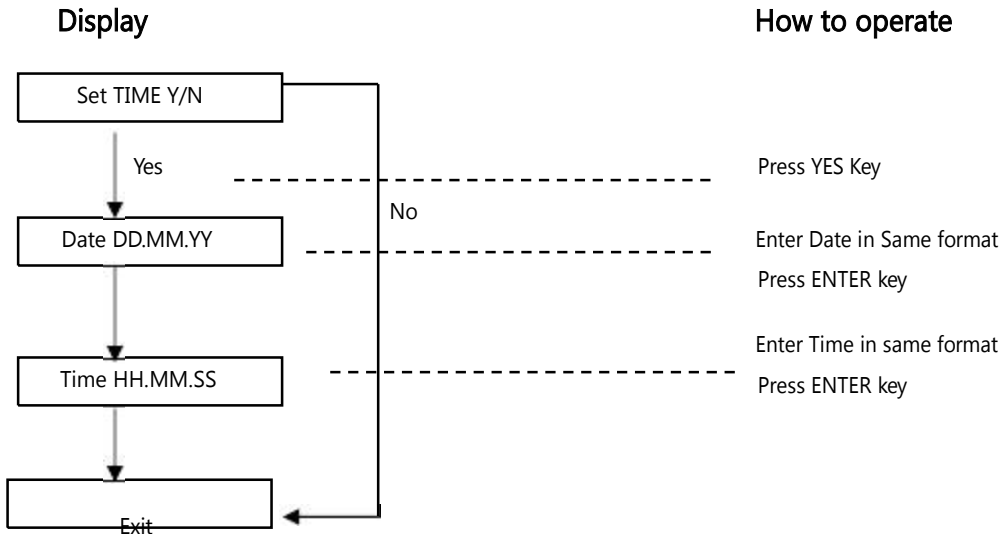 Display
How to operate
Set TIME Y/N
Yes
Press YES Key
No
Date DD.MM.YY
Enter Date in Same format
Press ENTER key
Enter Time in same format
Time HH.MM.SS
Press ENTER key
Exit